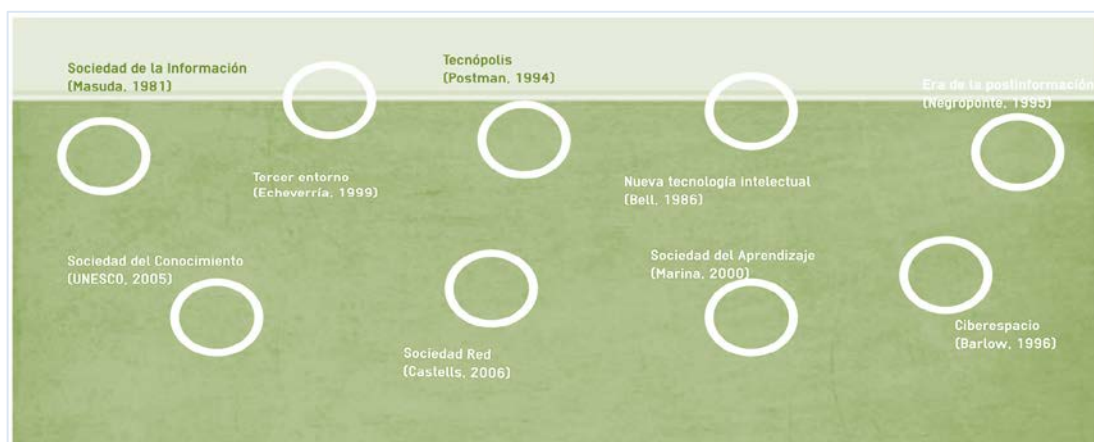 Sociedad de la Información
(Masuda, 1981)
Tecnópolis
(Postman, 1994)
Era de la postinformación
(Negroponte, 1995)
Tercer entorno
(Echeverría, 1999)
Nueva tecnología intelectual
(Bell, 1986)
Sociedad del Conocimiento
(UNESCO, 2005)
Sociedad del Aprendizaje
(Marina, 2000)
Ciberespacio
(Barlow, 1996)
Sociedad Red
(Castells, 2006)